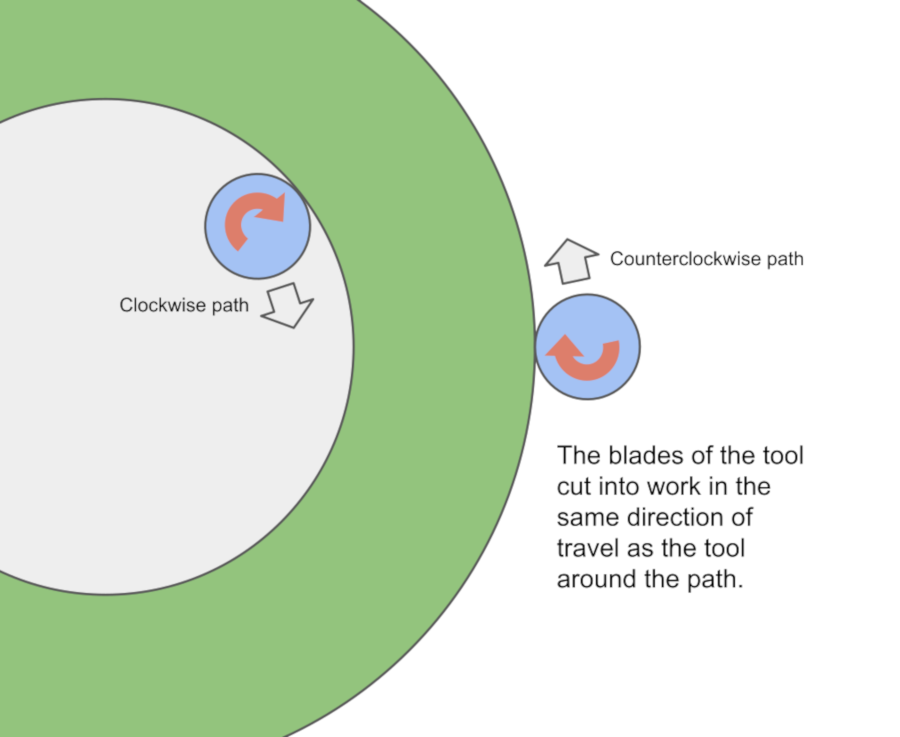 Counterclockwise path
Clockwise path
The blades of the tool
cut into work in the
same direction of
travel as the tool
around the path.